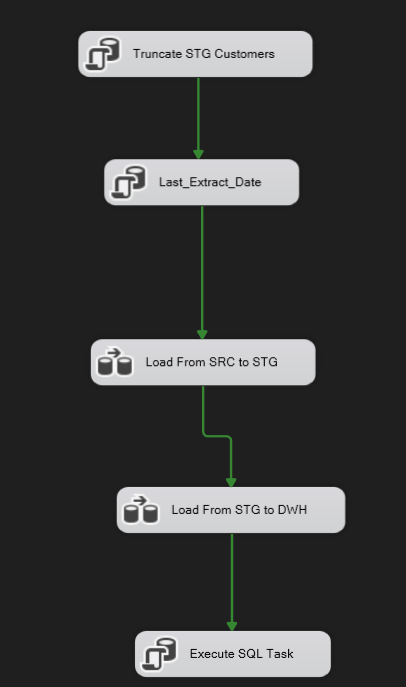 Truncate STG Customers
Last_Extract_Date
Load From SRC to STG
Load From STG to DWH
Execute SQL Task